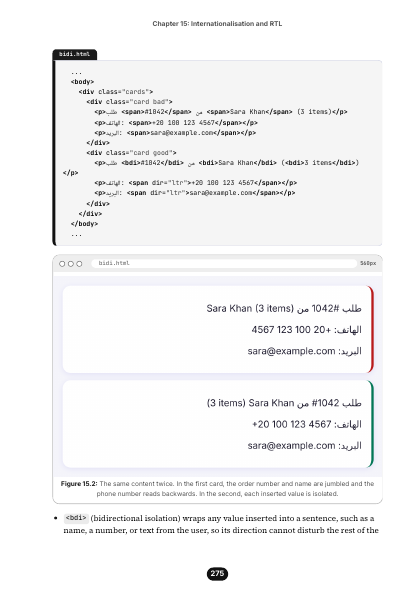 Chapter 15: Internationalisation and RTL
bidi.html
...
<body>
<div class="cards">
<div class="card bad">
<p>طلب <span>#1042</span> من <span>Sara Khan</span> (3 items)</p>
<p>الهاتف: <span>+20 100 123 4567</span></p>
<p>البريد: <span>sara@example.com</span></p>
</div>
<div class="card good">
<p>طلب <bdi>#1042</bdi> من <bdi>Sara Khan</bdi> (<bdi>3 items</bdi>)
</p>
<p>الهاتف: <span dir="ltr">+20 100 123 4567</span></p>
<p>البريد: <span dir="ltr">sara@example.com</span></p>
</div>
</div>
</body>
...
bidi.html
560px
طلب #1042 من Sara Khan (3 items)
الهاتف: +20 100 123 4567
البريد: sara@example.com
طلب #1042 من Sara Khan (3 items)
الهاتف: +20 100 123 4567
البريد: sara@example.com
Figure 15.2: The same content twice. In the first card, the order number and name are jumbled and the
phone number reads backwards. In the second, each inserted value is isolated.
• <bdi> (bidirectional isolation) wraps any value inserted into a sentence, such as a
name, a number, or text from the user, so its direction cannot disturb the rest of the
275